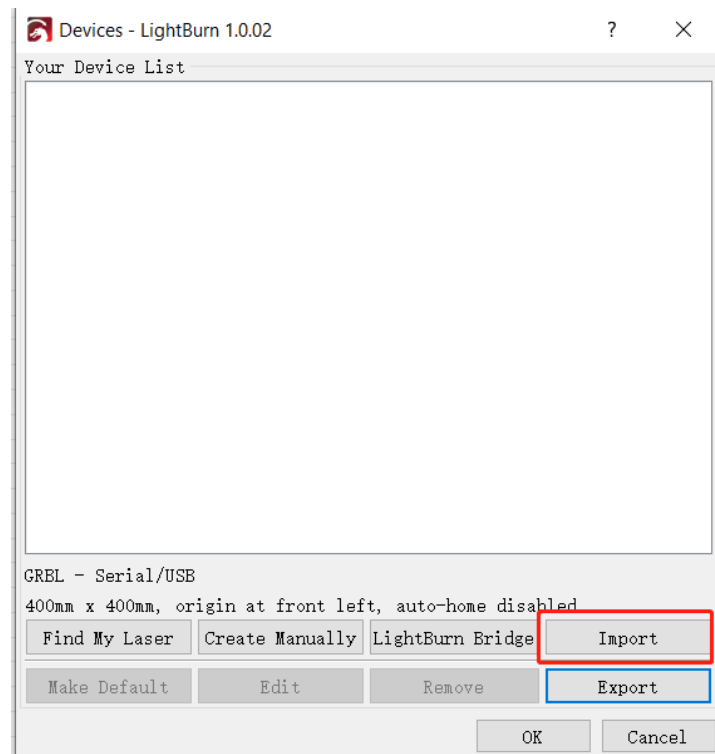 Devices - LightBurn 1.0.02 ?
Your Device List
GRBL - Serial/USB
400mm x 400mm, origin at front left, auto-home disabled
Find My Laser Create Manually LightBurn Bridge Import
Make Default Edit Remove Export
OK Cancel